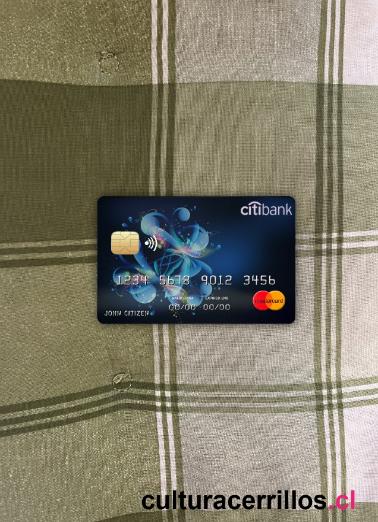 citibank
1234 5678 9012 3456
00/00 00/00
JOHN CITIZEN
mastercard
culturacerrillos.cl